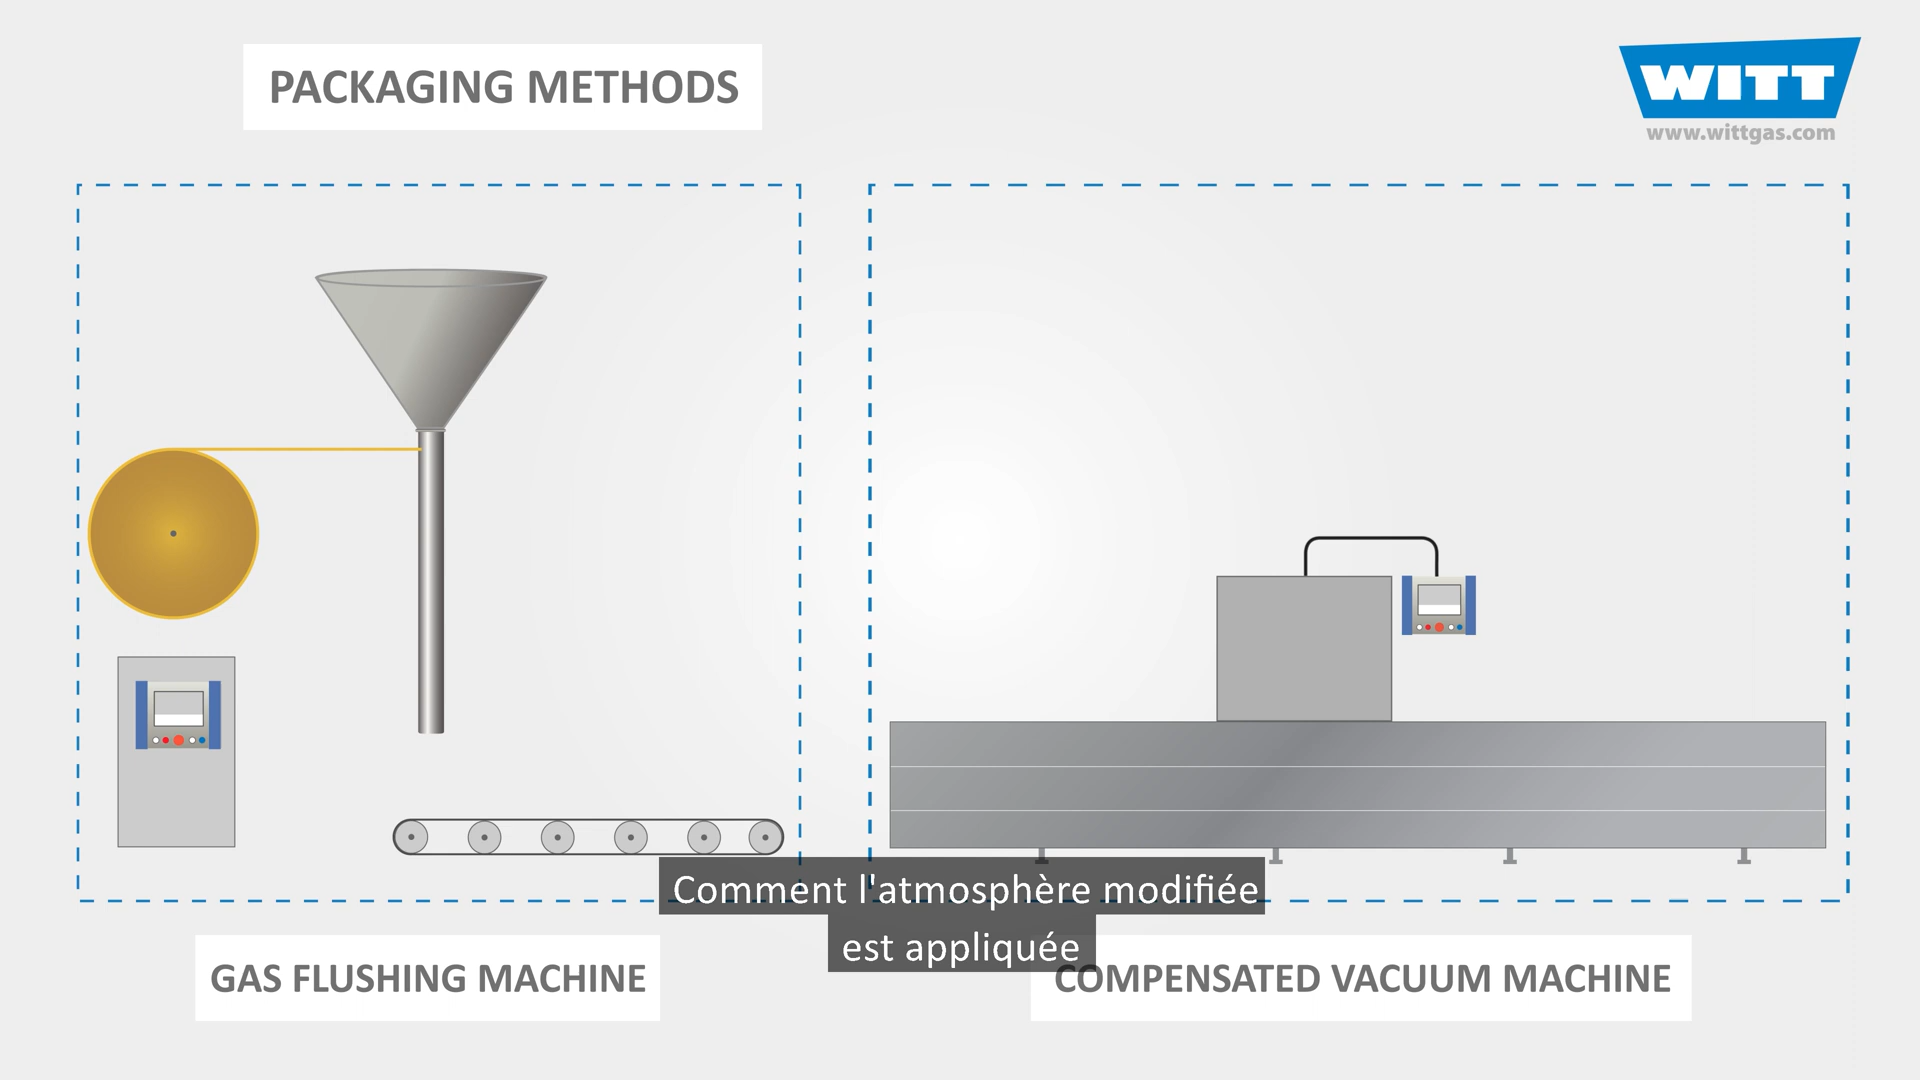 PACKAGING METHODS
WITT
www.wittgas.com
Comment l'atmosphère modifiée
est appliquée
GAS FLUSHING MACHINE
COMPENSATED VACUUM MACHINE